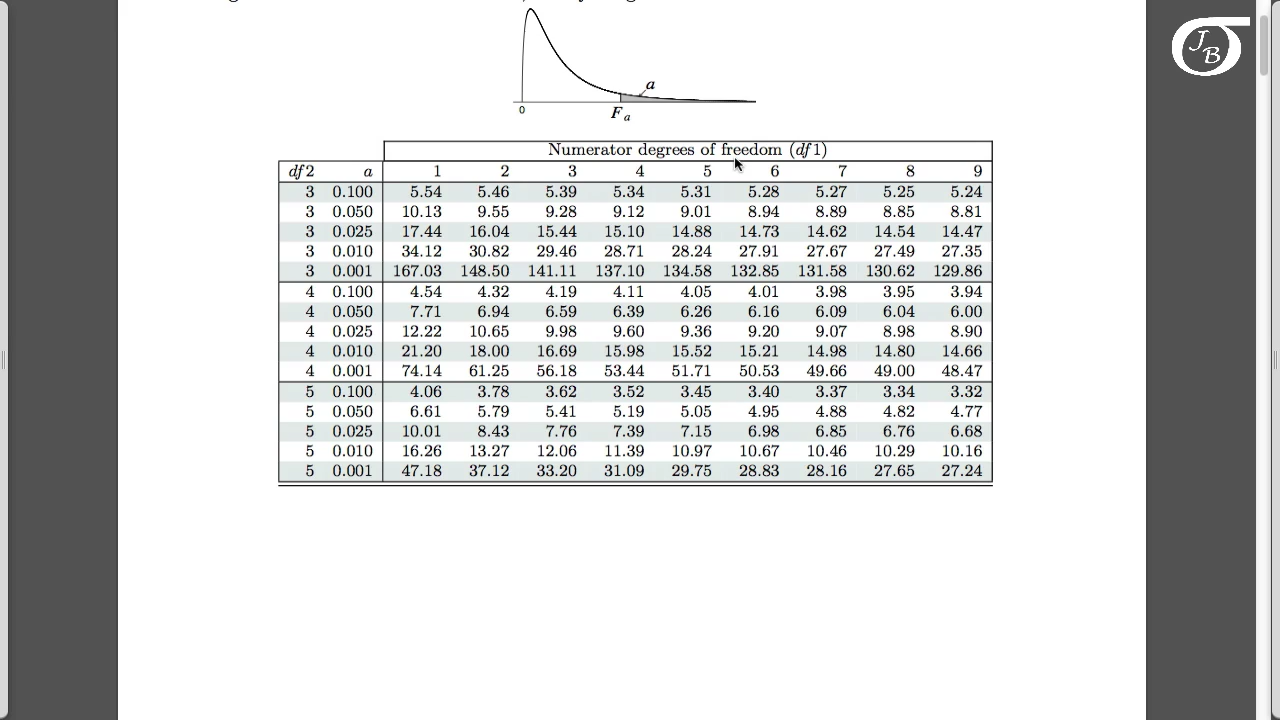 J
B
a
0
F a
Numerator degrees of freedom (df1)
df2 a 1 2 3 4 5 6 7 8 9
3 0.100 5.54 5.46 5.39 5.34 5.31 5.28 5.27 5.25 5.24
3 0.050 10.13 9.55 9.28 9.12 9.01 8.94 8.89 8.85 8.81
3 0.025 17.44 16.04 15.44 15.10 14.88 14.73 14.62 14.54 14.47
3 0.010 34.12 30.82 29.46 28.71 28.24 27.91 27.67 27.49 27.35
3 0.001 167.03 148.50 141.11 137.10 134.58 132.85 131.58 130.62 129.86
4 0.100 4.54 4.32 4.19 4.11 4.05 4.01 3.98 3.95 3.94
4 0.050 7.71 6.94 6.59 6.39 6.26 6.16 6.09 6.04 6.00
4 0.025 12.22 10.65 9.98 9.60 9.36 9.20 9.07 8.98 8.90
4 0.010 21.20 18.00 16.69 15.98 15.52 15.21 14.98 14.80 14.66
4 0.001 74.14 61.25 56.18 53.44 51.71 50.53 49.66 49.00 48.47
5 0.100 4.06 3.78 3.62 3.52 3.45 3.40 3.37 3.34 3.32
5 0.050 6.61 5.79 5.41 5.19 5.05 4.95 4.88 4.82 4.77
5 0.025 10.01 8.43 7.76 7.39 7.15 6.98 6.85 6.76 6.68
5 0.010 16.26 13.27 12.06 11.39 10.97 10.67 10.46 10.29 10.16
5 0.001 47.18 37.12 33.20 31.09 29.75 28.83 28.16 27.65 27.24